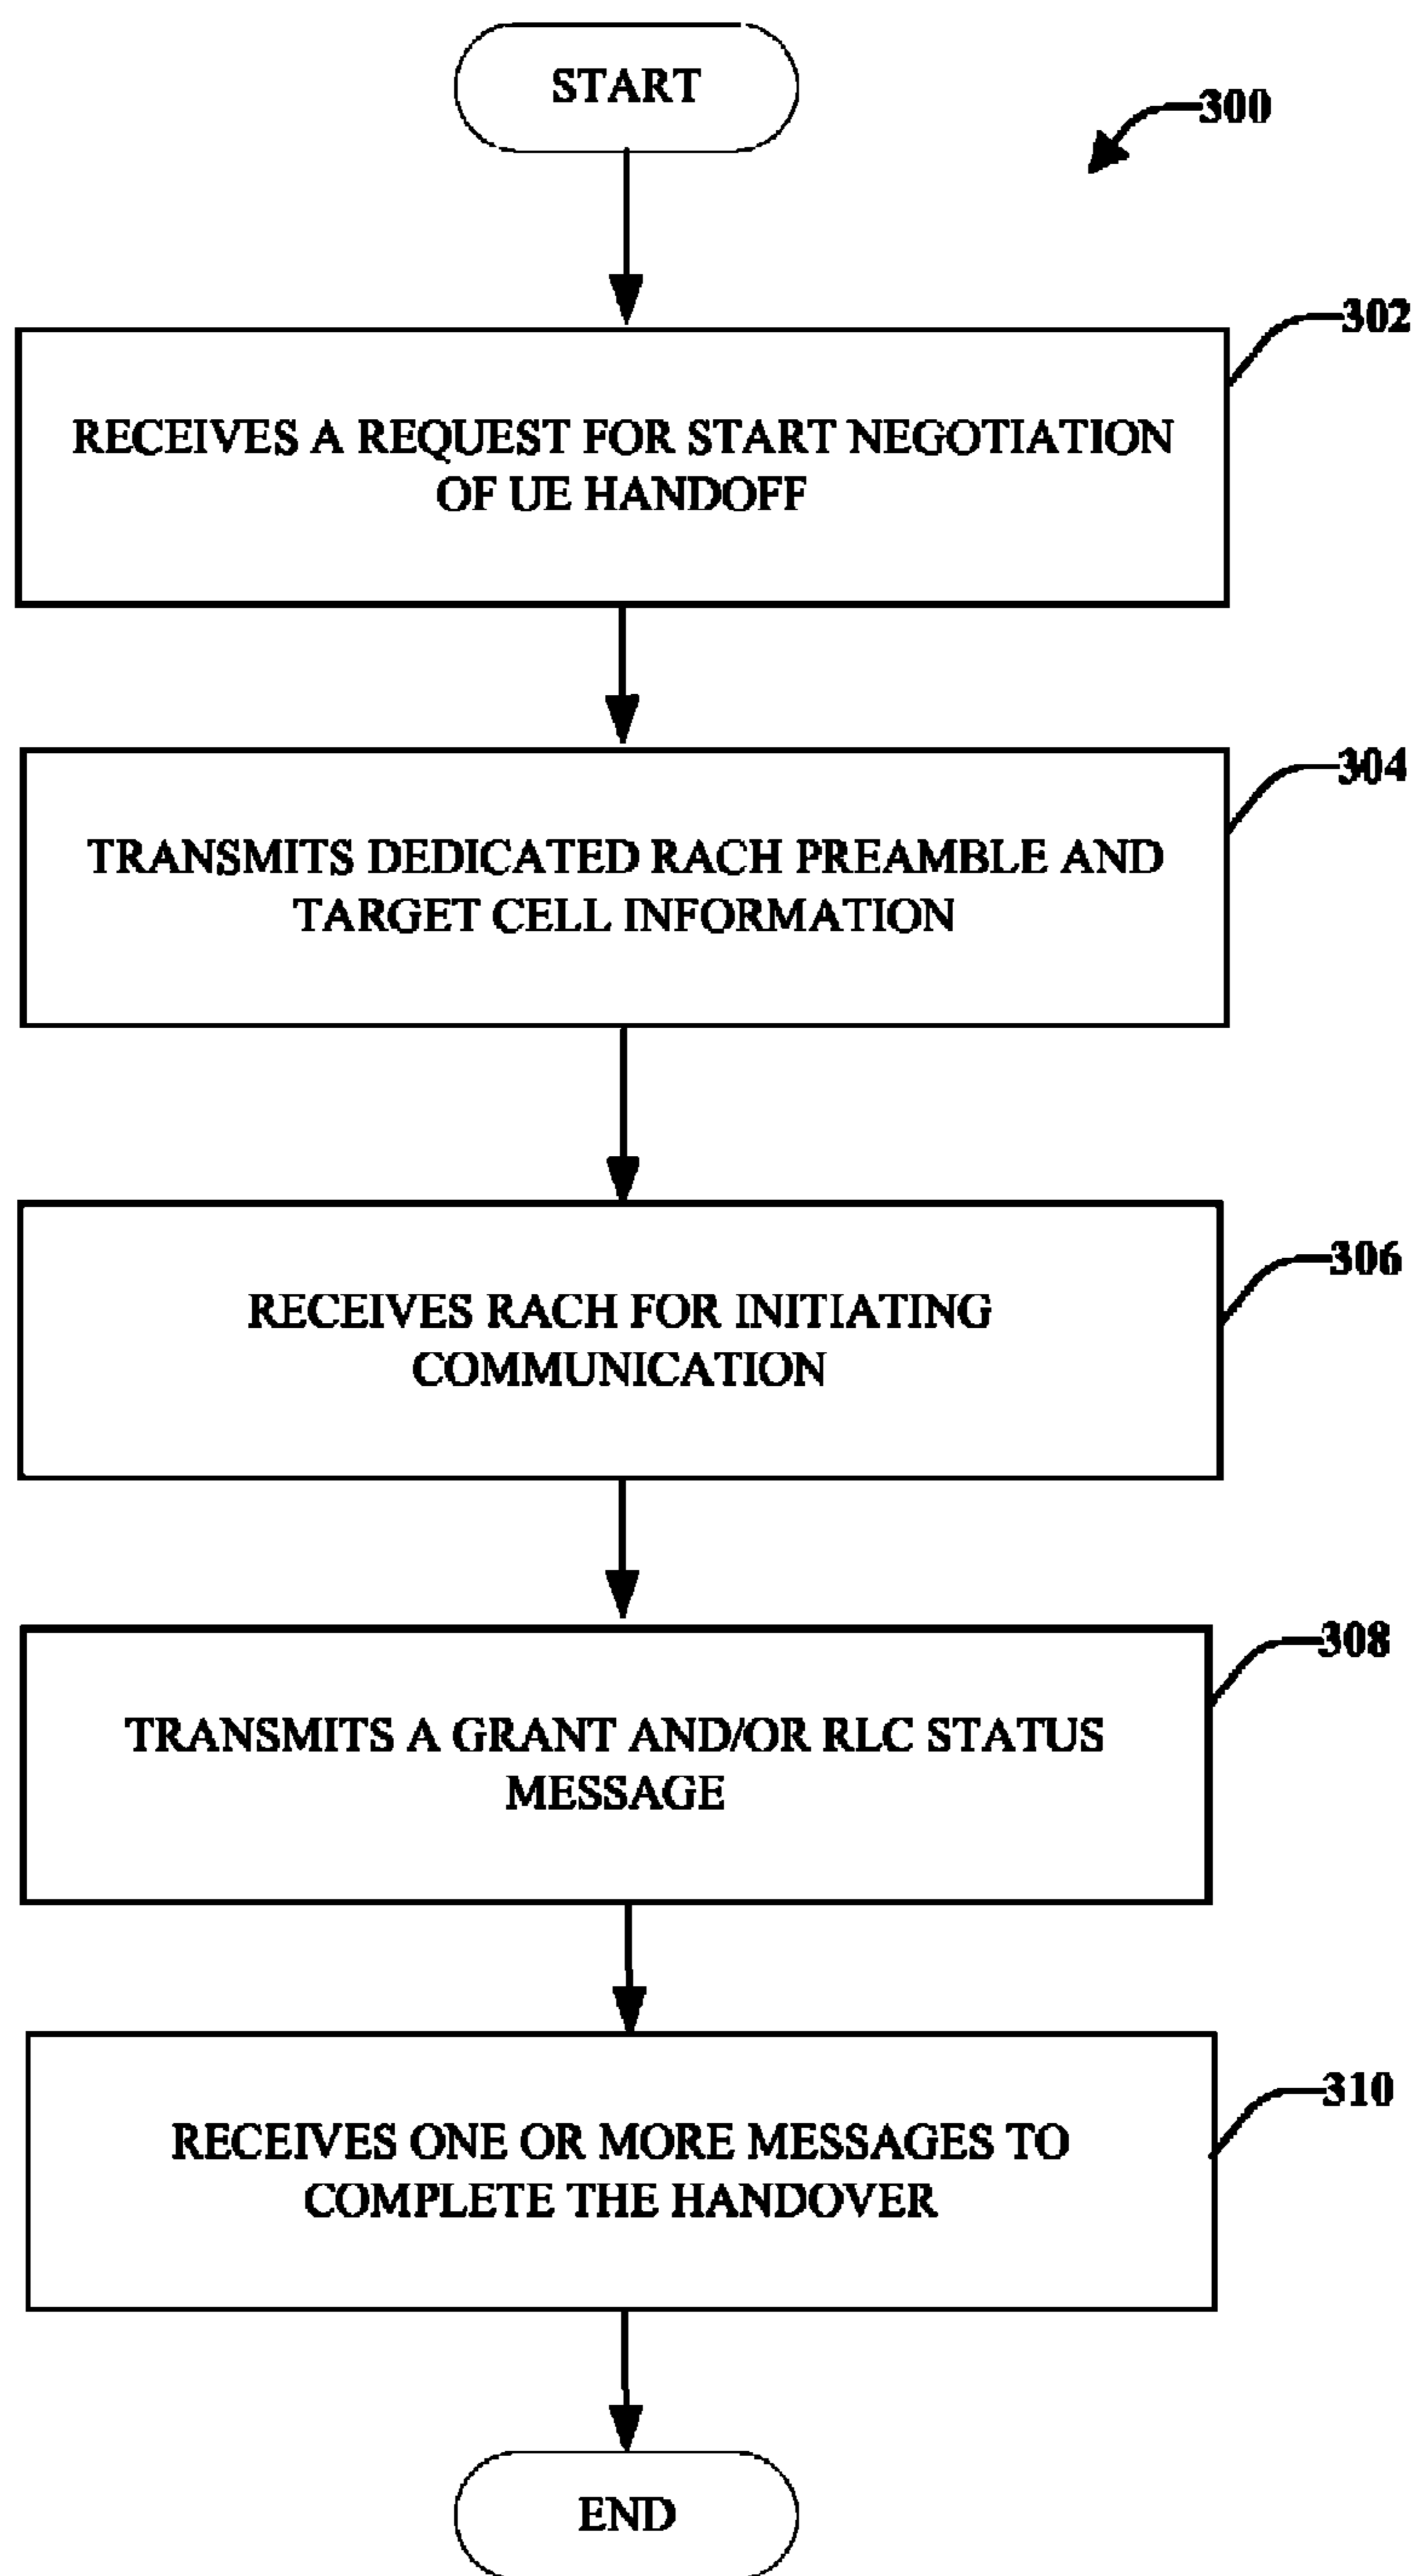 START
300
302
RECEIVES A REQUEST FOR START NEGOTIATION
OF UE HANDOFF
304
TRANSMITS DEDICATED RACH PREAMBLE AND
TARGET CELL INFORMATION
306
RECEIVES RACH FOR INITIATING
COMMUNICATION
308
TRANSMITS A GRANT AND/OR RLC STATUS
MESSAGE
310
RECEIVES ONE OR MORE MESSAGES TO
COMPLETE THE HANDOVER
END